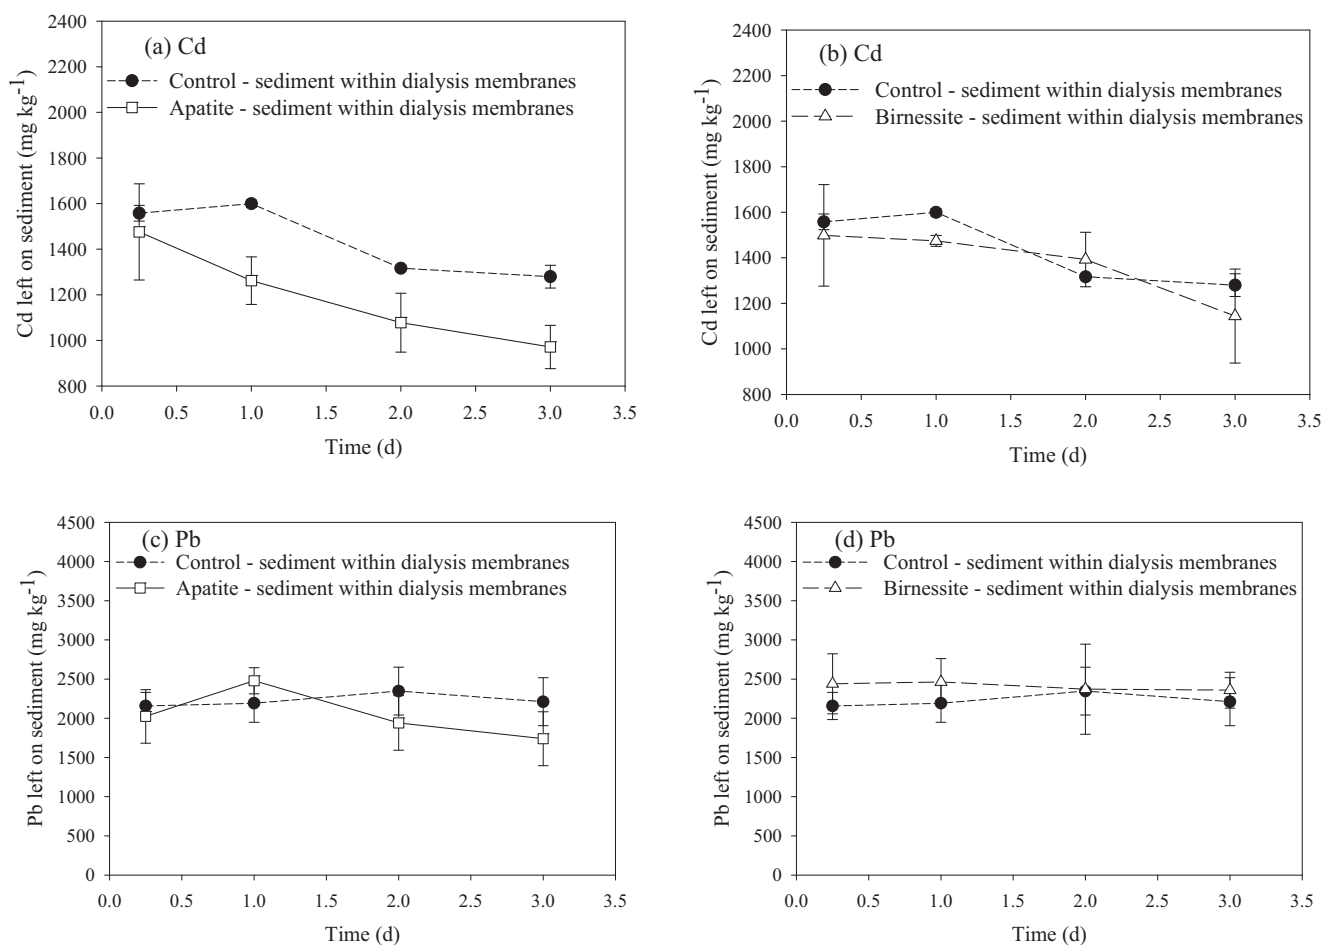 (a) Cd
Control - sediment within dialysis membranes
Apatite - sediment within dialysis membranes
Cd left on sediment (mg kg⁻¹)
2400
2200
2000
1800
1600
1400
1200
1000
800
0.0 0.5 1.0 1.5 2.0 2.5 3.0 3.5
Time (d)
(b) Cd
Control - sediment within dialysis membranes
Birnessite - sediment within dialysis membranes
Cd left on sediment (mg kg⁻¹)
2400
2200
2000
1800
1600
1400
1200
1000
800
0.0 0.5 1.0 1.5 2.0 2.5 3.0 3.5
Time (d)
(c) Pb
Control - sediment within dialysis membranes
Apatite - sediment within dialysis membranes
Pb left on sediment (mg kg⁻¹)
4500
4000
3500
3000
2500
2000
1500
1000
500
0
0.0 0.5 1.0 1.5 2.0 2.5 3.0 3.5
Time (d)
(d) Pb
Control - sediment within dialysis membranes
Birnessite - sediment within dialysis membranes
Pb left on sediment (mg kg⁻¹)
4500
4000
3500
3000
2500
2000
1500
1000
500
0
0.0 0.5 1.0 1.5 2.0 2.5 3.0 3.5
Time (d)